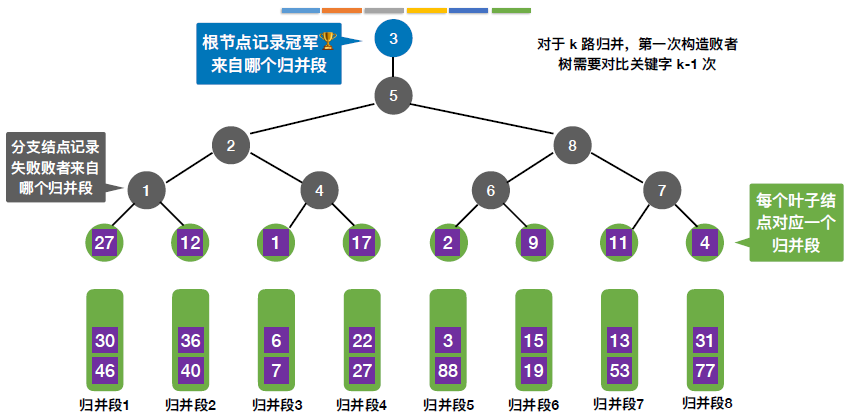 根节点记录冠军🏆
来自哪个归并段
3
对于 k 路归并，第一次构造败者
树需要对比关键字 k-1 次
5
分支结点记录
失败败者来自
哪个归并段
2
8
1
4
6
7
每个叶子结
点对应一个
归并段
27 12 1 17 2 9 11 4
30 36 6 22 3 15 13 31
46 40 7 27 88 19 53 77
归并段1 归并段2 归并段3 归并段4 归并段5 归并段6 归并段7 归并段8